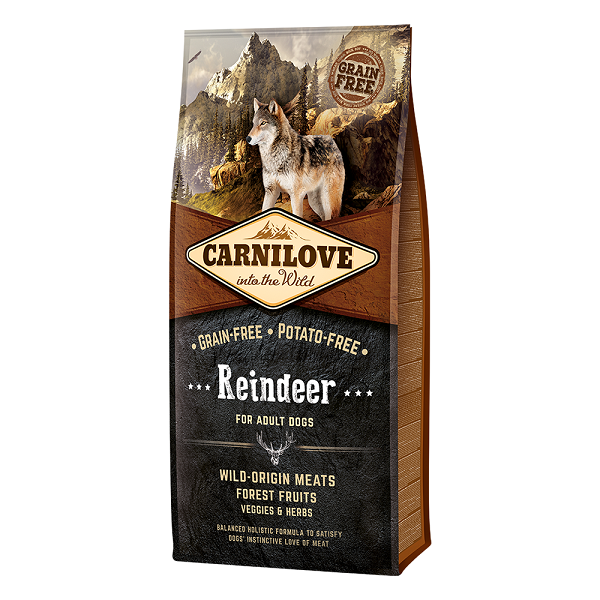 GRAIN
FREE
CARNILOVE
into the Wild
• GRAIN-FREE • POTATO-FREE •
Reindeer
FOR ADULT DOGS
WILD-ORIGIN MEATS
FOREST FRUITS
VEGGIES & HERBS
BALANCED HOLISTIC FORMULA TO SATISFY
DOGS' INSTINCTIVE LOVE OF MEAT